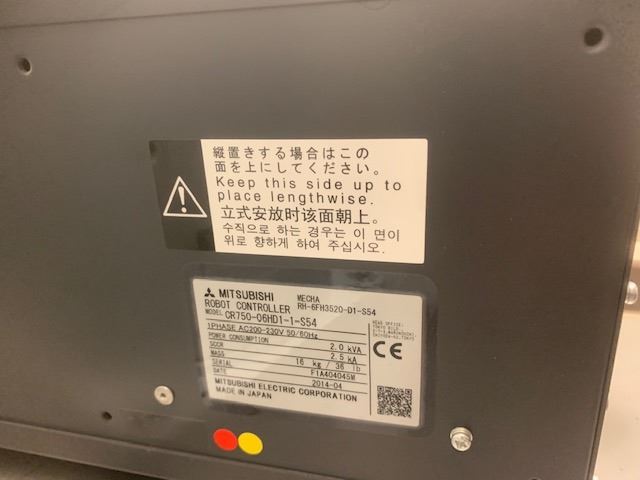 縦置きする場合はこの
面を上にしてください。
Keep this side up to
place lengthwise.
立式安放时该面朝上。
수직으로 하는 경우는 이 면이
위로 향하게 하여 주십시오.
MITSUBISHI MECHA
ROBOT CONTROLLER RH-6FH3520-D1-S54
MODEL CR750-06HD1-1-S54
1PHASE AC200-230V 50/60Hz
POWER CONSUMPTION 2.0 kVA
SCCR 2.5 kA
MASS 16 kg / 36 lb
SERIAL F1A404045M
DATE 2014-04
MITSUBISHI ELECTRIC CORPORATION
MADE IN JAPAN
HEAD OFFICE:
CE